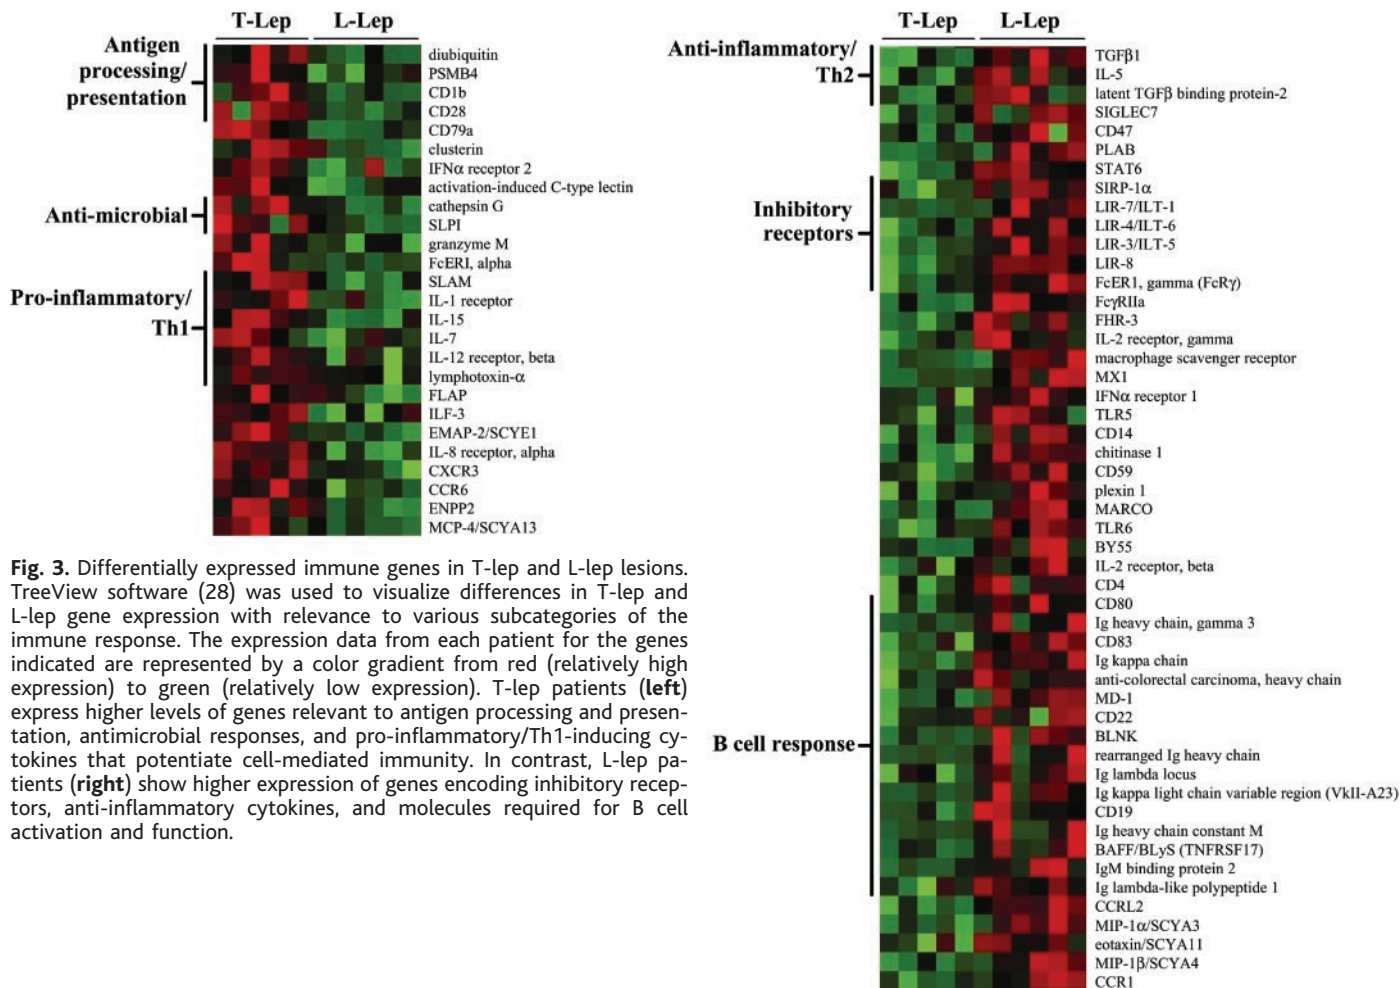 T-Lep L-Lep
Antigen
processing/
presentation
Anti-microbial
Pro-inflammatory/
Th1
diubiquitin
PSMB4
CD1b
CD28
CD79a
clusterin
IFNα receptor 2
activation-induced C-type lectin
cathepsin G
SLPI
granzyme M
FcERI, alpha
SLAM
IL-1 receptor
IL-15
IL-7
IL-12 receptor, beta
lymphotoxin-α
FLAP
ILF-3
EMAP-2/SCYE1
IL-8 receptor, alpha
CXCR3
CCR6
ENPP2
MCP-4/SCYA13
Fig. 3. Differentially expressed immune genes in T-lep and L-lep lesions.
TreeView software (28) was used to visualize differences in T-lep and
L-lep gene expression with relevance to various subcategories of the
immune response. The expression data from each patient for the genes
indicated are represented by a color gradient from red (relatively high
expression) to green (relatively low expression). T-lep patients (left)
express higher levels of genes relevant to antigen processing and presen-
tation, antimicrobial responses, and pro-inflammatory/Th1-inducing cy-
tokines that potentiate cell-mediated immunity. In contrast, L-lep pa-
tients (right) show higher expression of genes encoding inhibitory recep-
tors, anti-inflammatory cytokines, and molecules required for B cell
activation and function.
T-Lep L-Lep
Anti-inflammatory/
Th2
Inhibitory
receptors
B cell response
TGFβ1
IL-5
latent TGFβ binding protein-2
SIGLEC7
CD47
PLAB
STAT6
SIRP-1α
LIR-7/ILT-1
LIR-4/ILT-6
LIR-3/ILT-5
LIR-8
FcER1, gamma (FcRγ)
FcγRIIa
FHR-3
IL-2 receptor, gamma
macrophage scavenger receptor
MX1
IFNα receptor 1
TLR5
CD14
chitinase 1
CD59
plexin 1
MARCO
TLR6
BY55
IL-2 receptor, beta
CD4
CD80
Ig heavy chain, gamma 3
CD83
Ig kappa chain
anti-colorectal carcinoma, heavy chain
MD-1
CD22
BLNK
rearranged Ig heavy chain
Ig lambda locus
Ig kappa light chain variable region (VkII-A23)
CD19
Ig heavy chain constant M
BAFF/BLyS (TNFRSF17)
IgM binding protein 2
Ig lambda-like polypeptide 1
CCRL2
MIP-1α/SCYA3
eotaxin/SCYA11
MIP-1β/SCYA4
CCR1